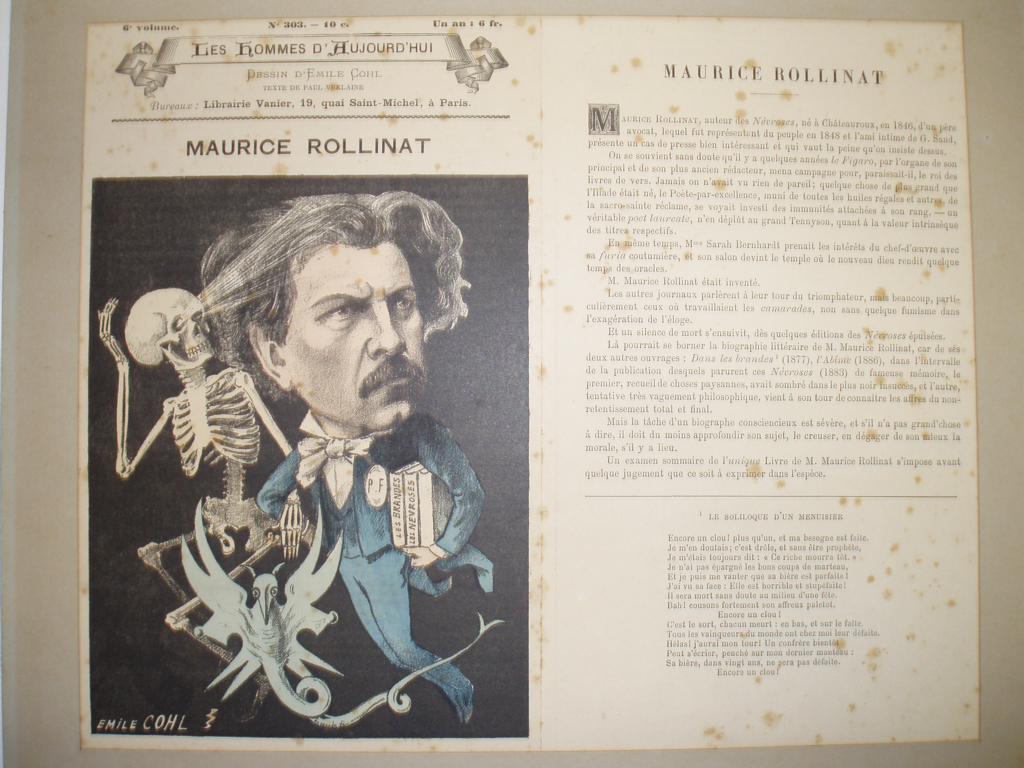 6e volume. N° 303. — 10 c. Un an : 6 fr.
LES HOMMES D'AUJOURD'HUI
DESSIN D'EMILE COHL
TEXTE DE PAUL VERLAINE
Bureaux : Librairie Vanier, 19, quai Saint-Michel, à Paris.
MAURICE ROLLINAT
P.F
LES BRANDES
LES NEVROSES
EMILE COHL
MAURICE ROLLINAT
MAURICE ROLLINAT, auteur des Névroses, né à Châteauroux, en 1846, d'un père
avocat, lequel fut représentant du peuple en 1848 et l'ami intime de G. Sand,
présente un cas de presse bien intéressant et qui vaut la peine qu'on insiste dessus.
On se souvient sans doute qu'il y a quelques années le Figaro, par l'organe de son
principal et de son plus ancien rédacteur, mena campagne pour, paraissait-il, le roi des
livres de vers. Jamais on n'avait vu rien de pareil; quelque chose de plus grand que
l'Iliade était né, le Poète-par-excellence, muni de toutes les huiles régales et autres de
la sacro-sainte réclame, se voyait investi des immunités attachées à son rang. — un
véritable poet laureate, n'en déplût au grand Tennyson, quant à la valeur intrinsèque
des titres respectifs.
En même temps, Mme Sarah Bernhardt prenait les intérêts du chef-d'œuvre avec
sa furia coutumière, et son salon devint le temple où le nouveau dieu rendit quelque
temps des oracles.
M. Maurice Rollinat était inventé.
Les autres journaux parlèrent à leur tour du triomphateur, mais beaucoup, parti-
culièrement ceux où travaillaient les camarades, non sans quelque fumisme dans
l'exagération de l'éloge.
Et un silence de mort s'ensuivit, dès quelques éditions des Névroses épuisées.
Là pourrait se borner la biographie littéraire de M. Maurice Rollinat, car de ses
deux autres ouvrages : Dans les brandes 1 (1877), l'Abîme (1886), dans l'intervalle
de la publication desquels parurent ces Névroses (1883) de fameuse mémoire, le
premier, recueil de choses paysannes, avait sombré dans le plus noir insuccès, et l'autre,
tentative très vaguement philosophique, vient à son tour de connaître les affres du non-
retentissement total et final.
Mais la tâche d'un biographe consciencieux est sévère, et s'il n'a pas grand'chose
à dire, il doit du moins approfondir son sujet, le creuser, en dégager de son mieux la
morale, s'il y a lieu.
Un examen sommaire de l'unique Livre de M. Maurice Rollinat s'impose avant
quelque jugement que ce soit à exprimer dans l'espèce.
1 LE SOLILOQUE D'UN MENUISIER
Encore un clou! plus qu'un, et ma besogne est faite.
Je m'en doutais; c'est drôle, et sans être prophète,
Je m'étais toujours dit : « Ce riche mourra tôt. »
Je n'ai pas épargné les bons coups de marteau,
Et je puis me vanter que sa bière est parfaite!
J'ai vu sa face : Elle est horrible et stupéfaite!
Il sera mort sans doute au milieu d'une fête.
Bah! cousons fortement son affreux paletot.
Encore un clou!
C'est le sort, chacun meurt : en bas, et sur le faîte.
Tous les vainqueurs du monde ont chez moi leur défaite.
Hélas! j'aurai mon tour! Un confrère bientôt
Peut s'écrier, penché sur mon dernier manteau :
Sa bière, dans vingt ans, ne sera pas défaite.
Encore un clou!